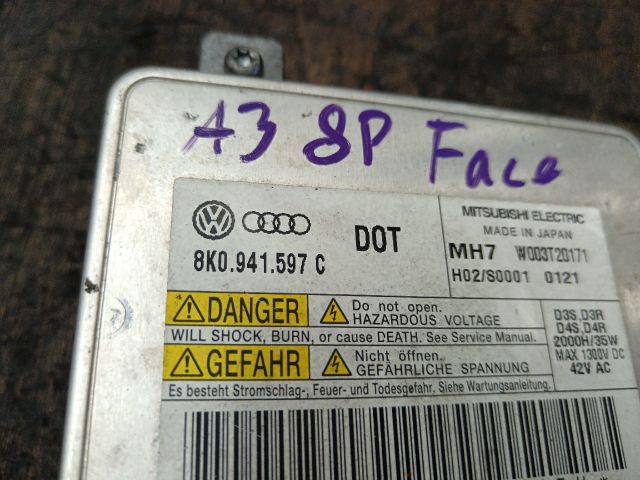 A3 8P Face
8K0.941.597 C
DOT
MITSUBISHI ELECTRIC
MADE IN JAPAN
MH7 W003T20171
H02/S0001 0121
DANGER
Do not open.
HAZARDOUS VOLTAGE
WILL SHOCK, BURN, or cause DEATH. See Service Manual.
GEFAHR
Nicht öffnen.
GEFÄHRLICHE SPANNUNG
Es besteht Stromschlag-, Feuer- und Todesgefahr. Siehe Wartungsanleitung.
D3S, D3R
D4S, D4R
2000H/35W
MAX 1300V DC
42V AC